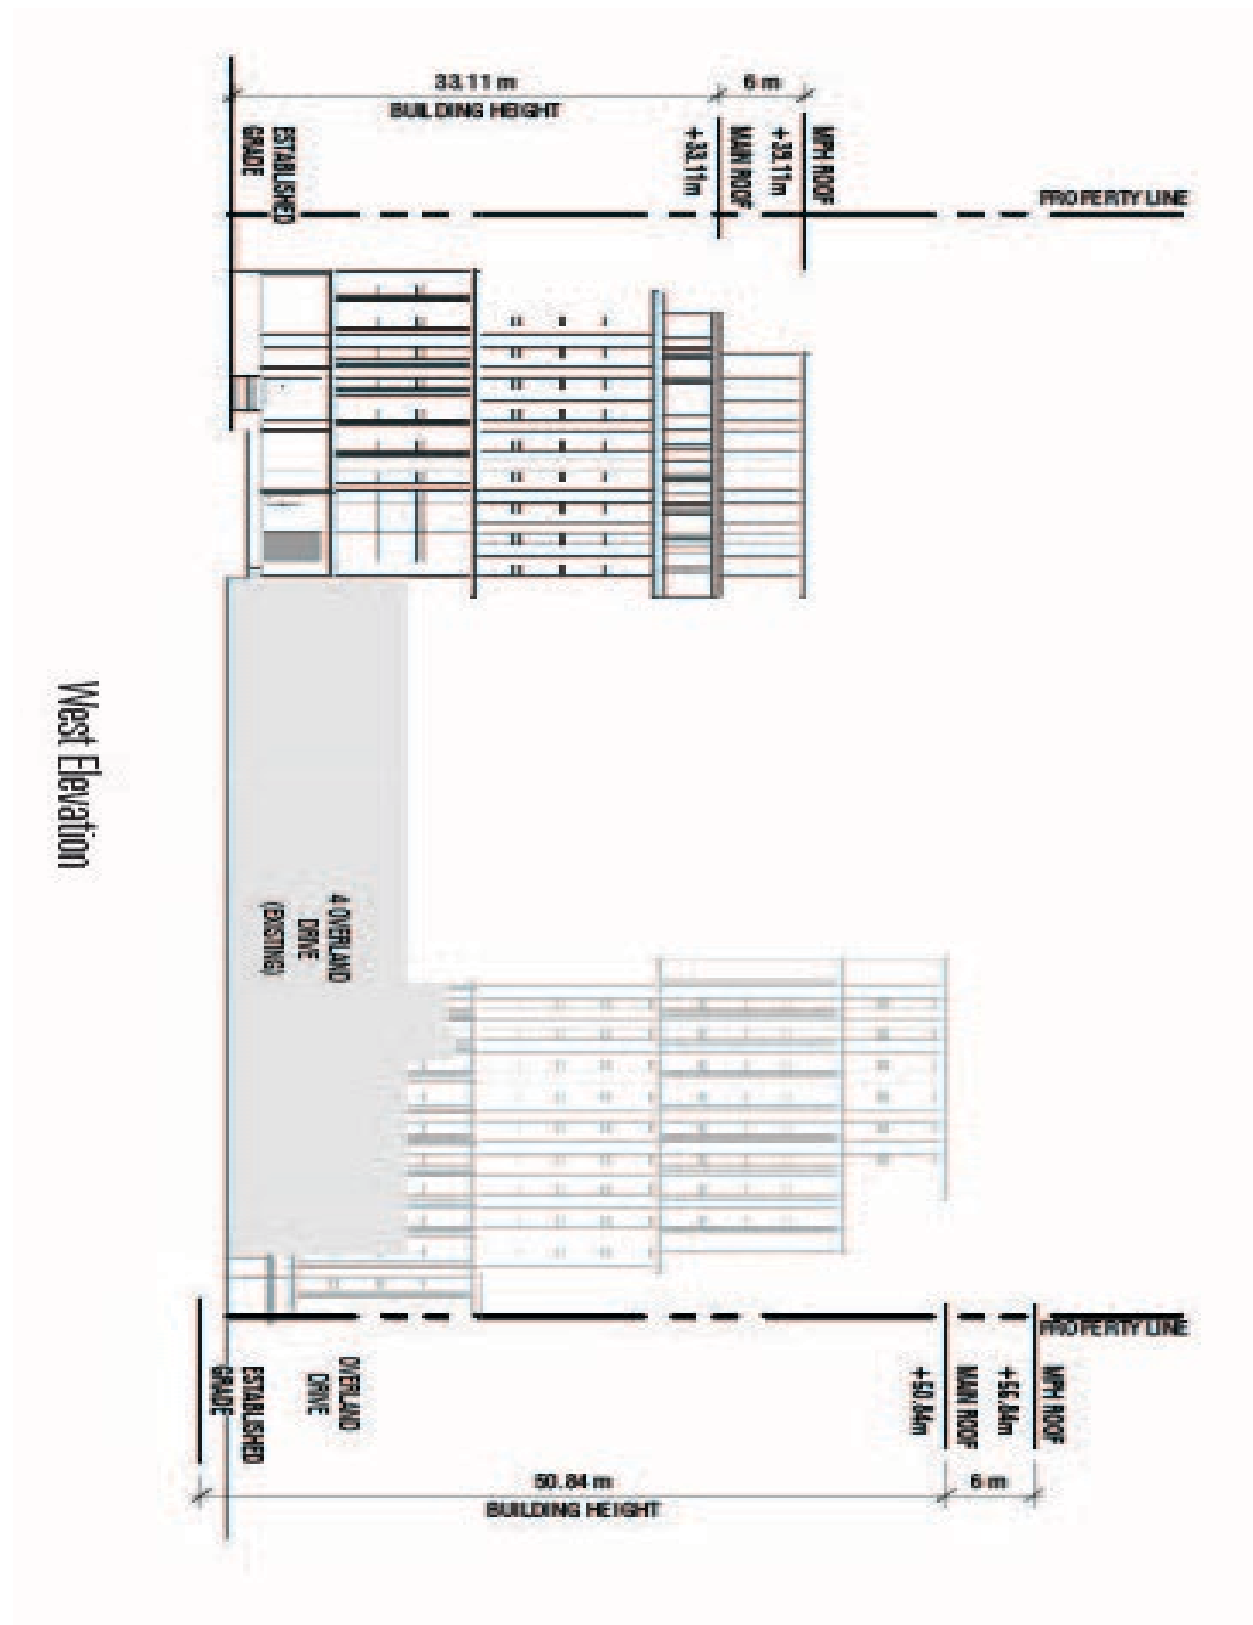 33.11 m
6 m
BUILDING HEIGHT
ESTABLISHED
GRADE
+33.11m
MAIN ROOF
+39.11m
MPH ROOF
PROPERTY LINE
West Elevation
4 OVERLAND
DRIVE
(EXISTING)
PROPERTY LINE
ESTABLISHED
GRADE
OVERLAND
DRIVE
+50.84m
MAIN ROOF
+56.84m
MPH ROOF
50.84 m
6 m
BUILDING HEIGHT